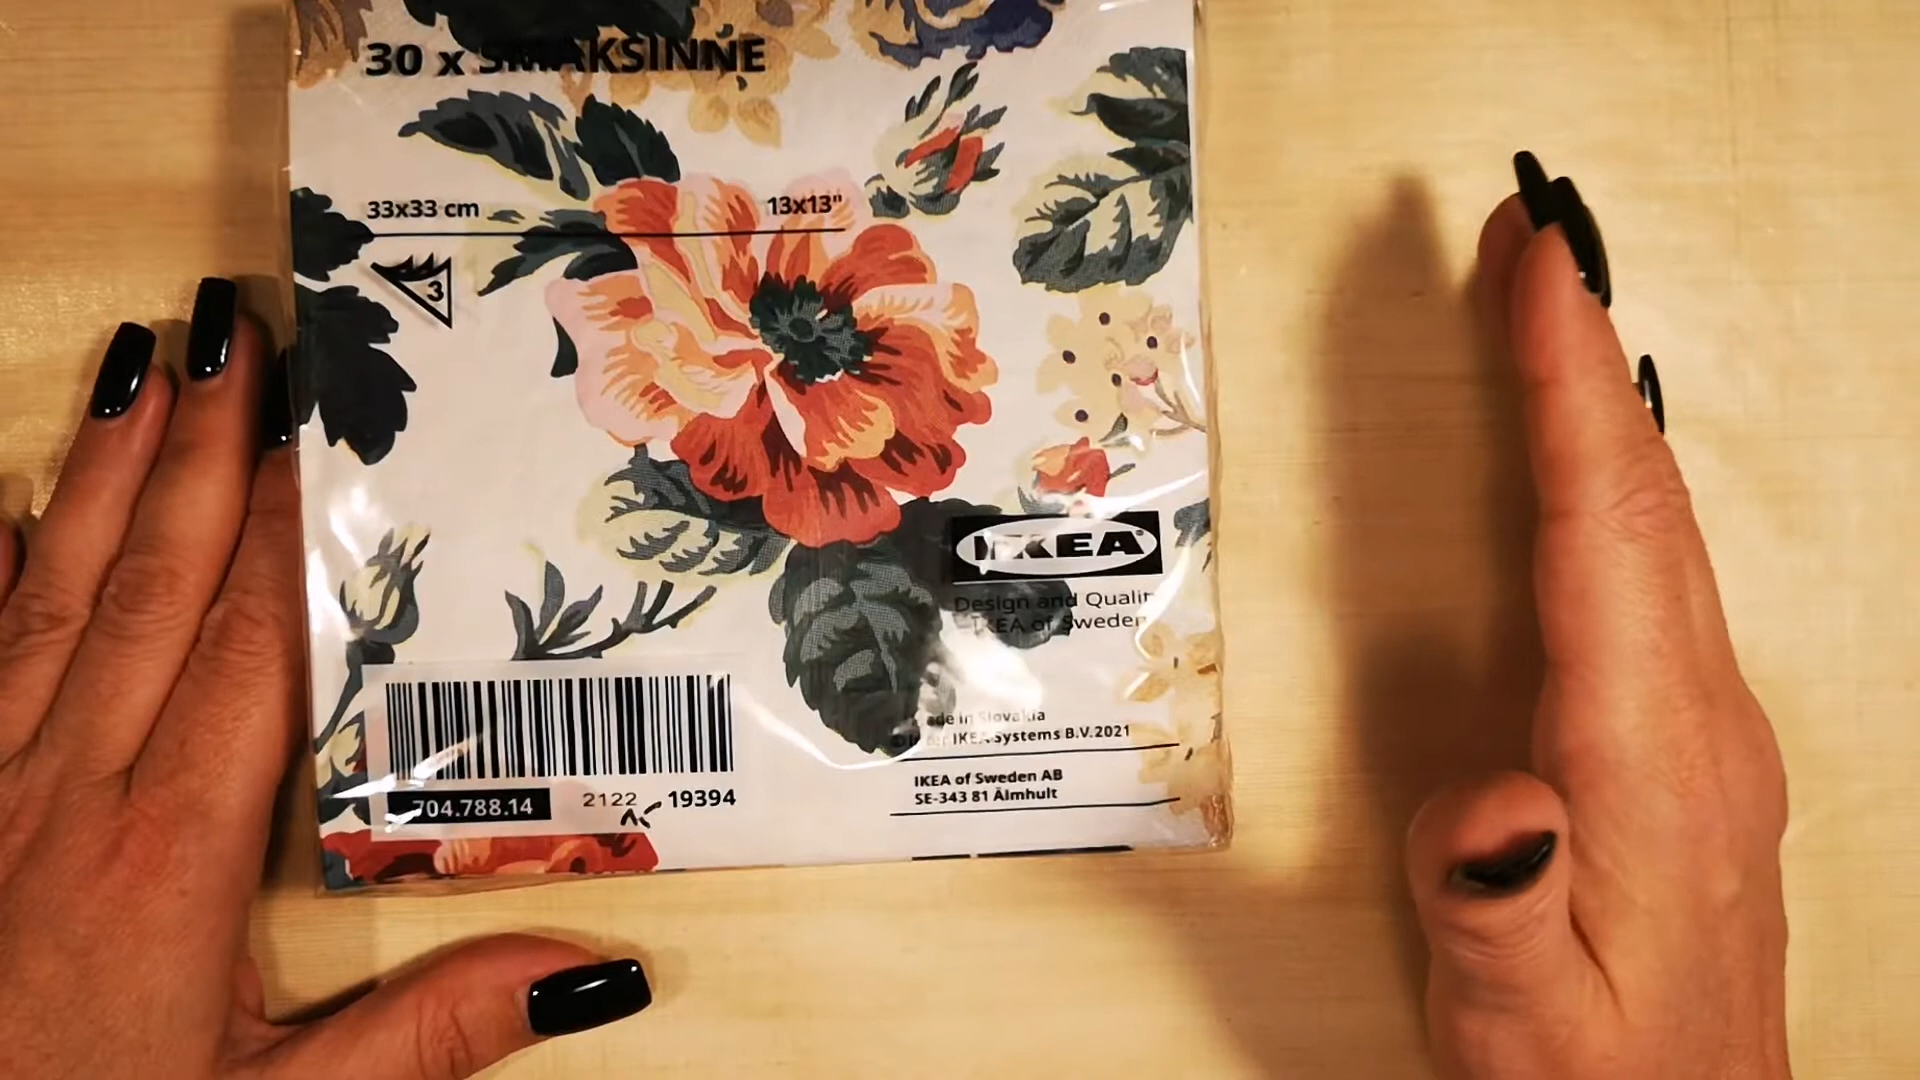 30 x SMAKSINNE
33x33 cm 13x13"
3
IKEA
Design and Quality
IKEA of Sweden
Made in Slovakia
© Inter IKEA Systems B.V.2021
IKEA of Sweden AB
SE-343 81 Älmhult
704.788.14 2122 19394